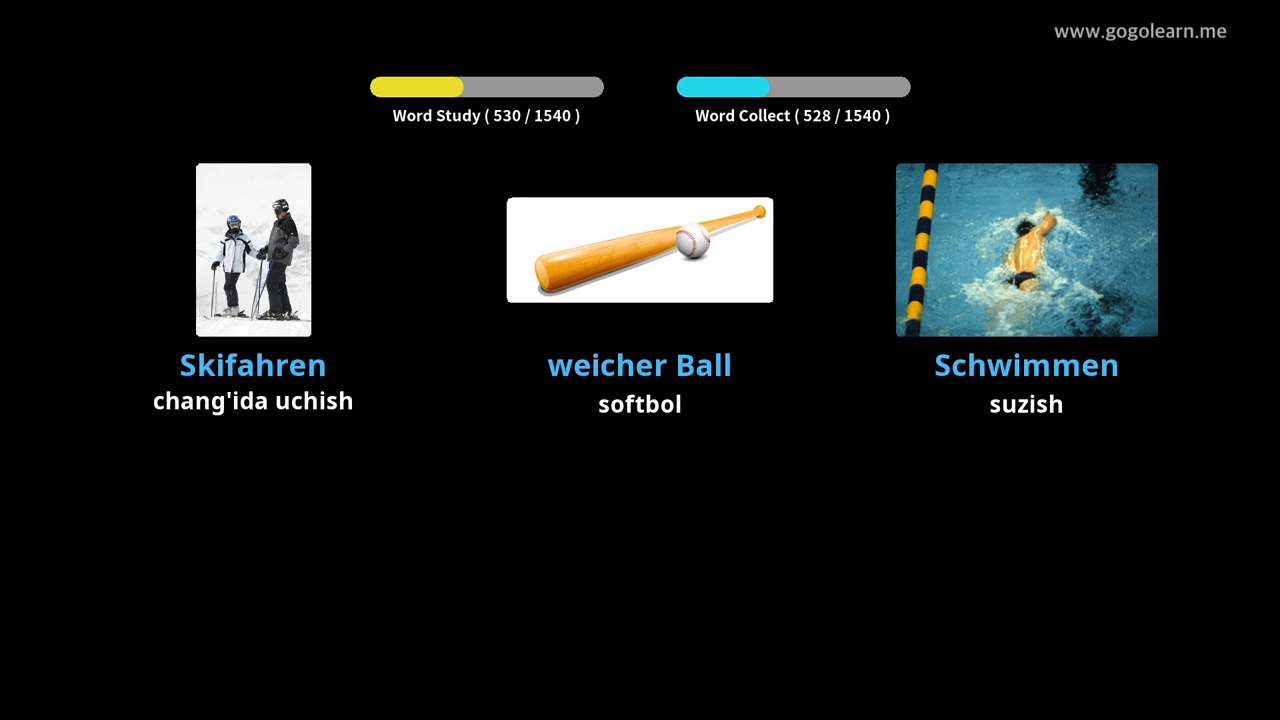 www.gogolearn.me
Word Study ( 530 / 1540 )
Word Collect ( 528 / 1540 )
Skifahren
chang'ida uchish
weicher Ball
softbol
Schwimmen
suzish